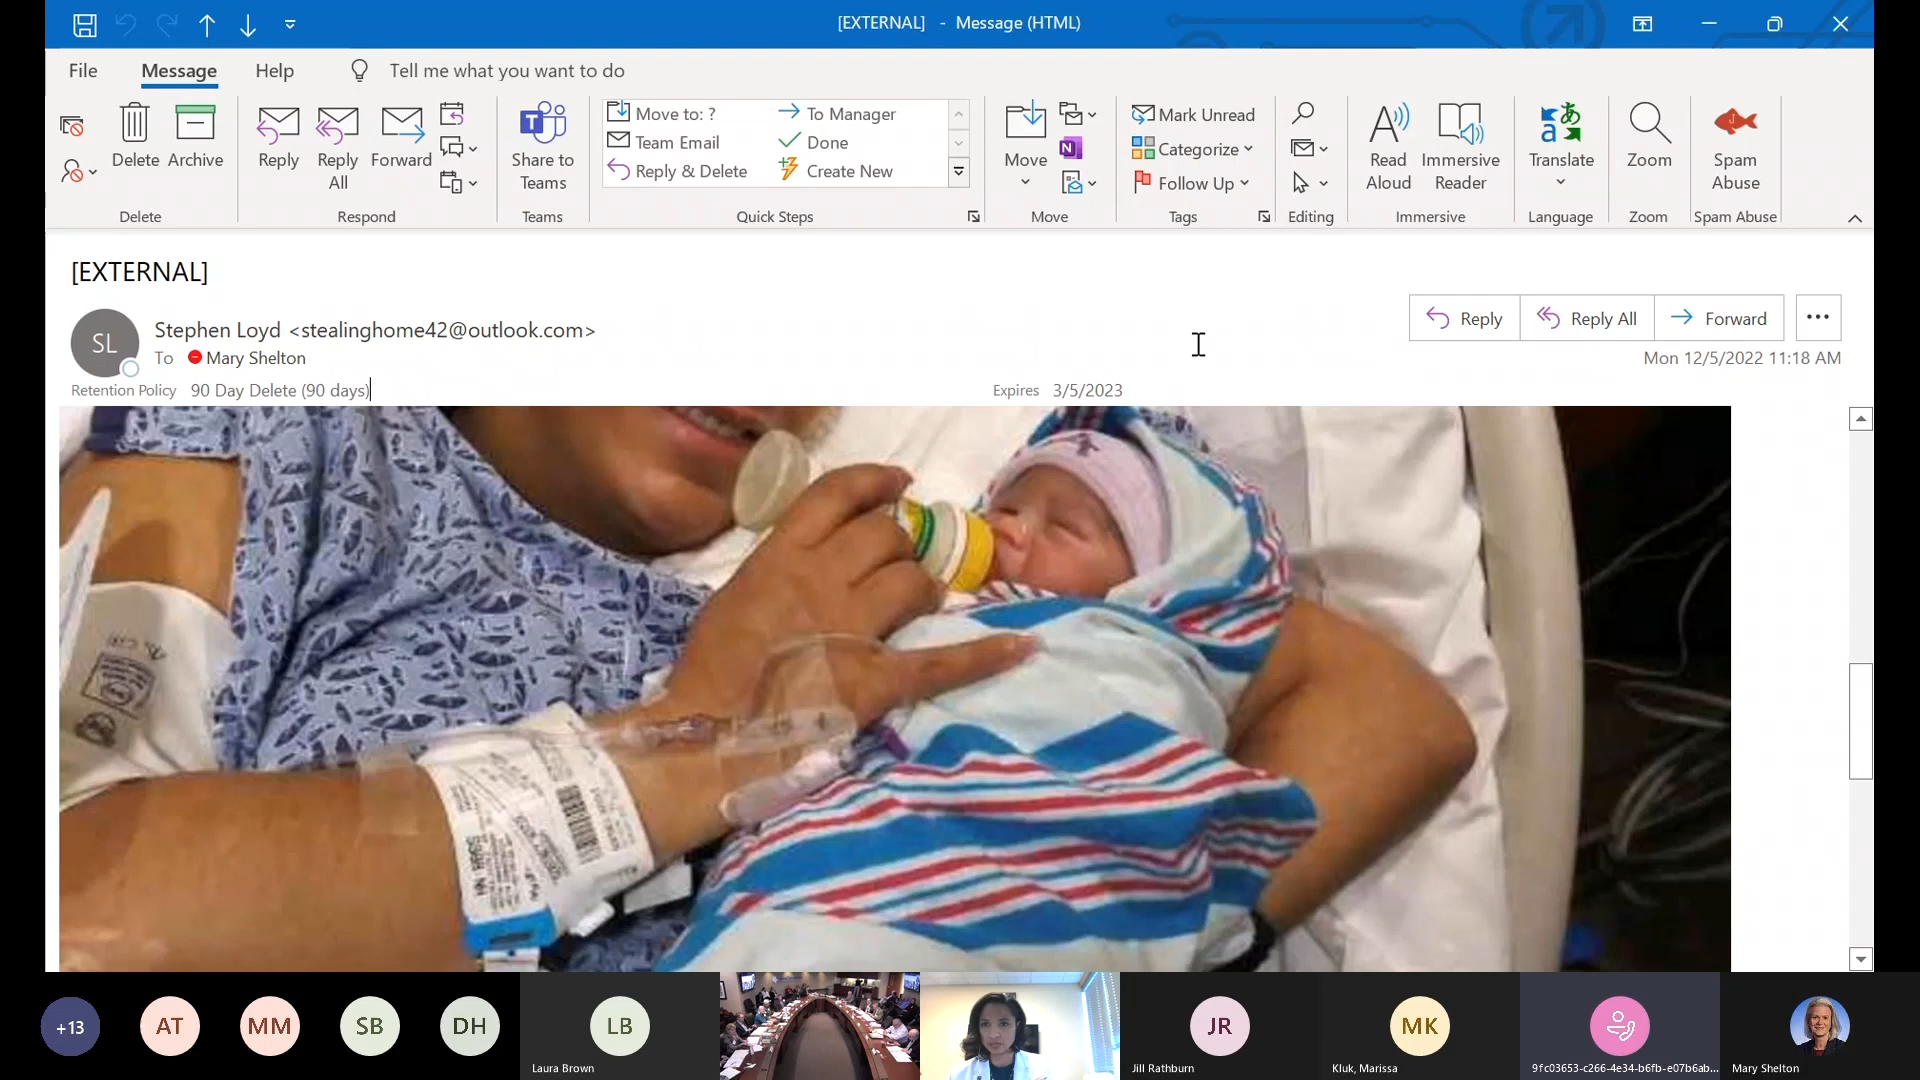 [EXTERNAL] - Message (HTML)
File Message Help Tell me what you want to do
Delete
Archive
Delete
Reply
Reply All
Forward
Respond
Share to Teams
Teams
Move to: ?
Team Email
Reply & Delete
To Manager
Done
Create New
Quick Steps
Move
Move
Mark Unread
Categorize
Follow Up
Tags
Editing
Read Aloud
Immersive Reader
Immersive
Translate
Language
Zoom
Zoom
Spam Abuse
Spam Abuse
[EXTERNAL]
SL
Stephen Loyd <stealinghome42@outlook.com>
To Mary Shelton
Reply Reply All Forward
Mon 12/5/2022 11:18 AM
Retention Policy 90 Day Delete (90 days)
Expires 3/5/2023
+13
AT
MM
SB
DH
LB
Laura Brown
JR
Jill Rathburn
MK
Kluk, Marissa
9fc03653-c266-4e34-b6fb-e07b6ab...
Mary Shelton